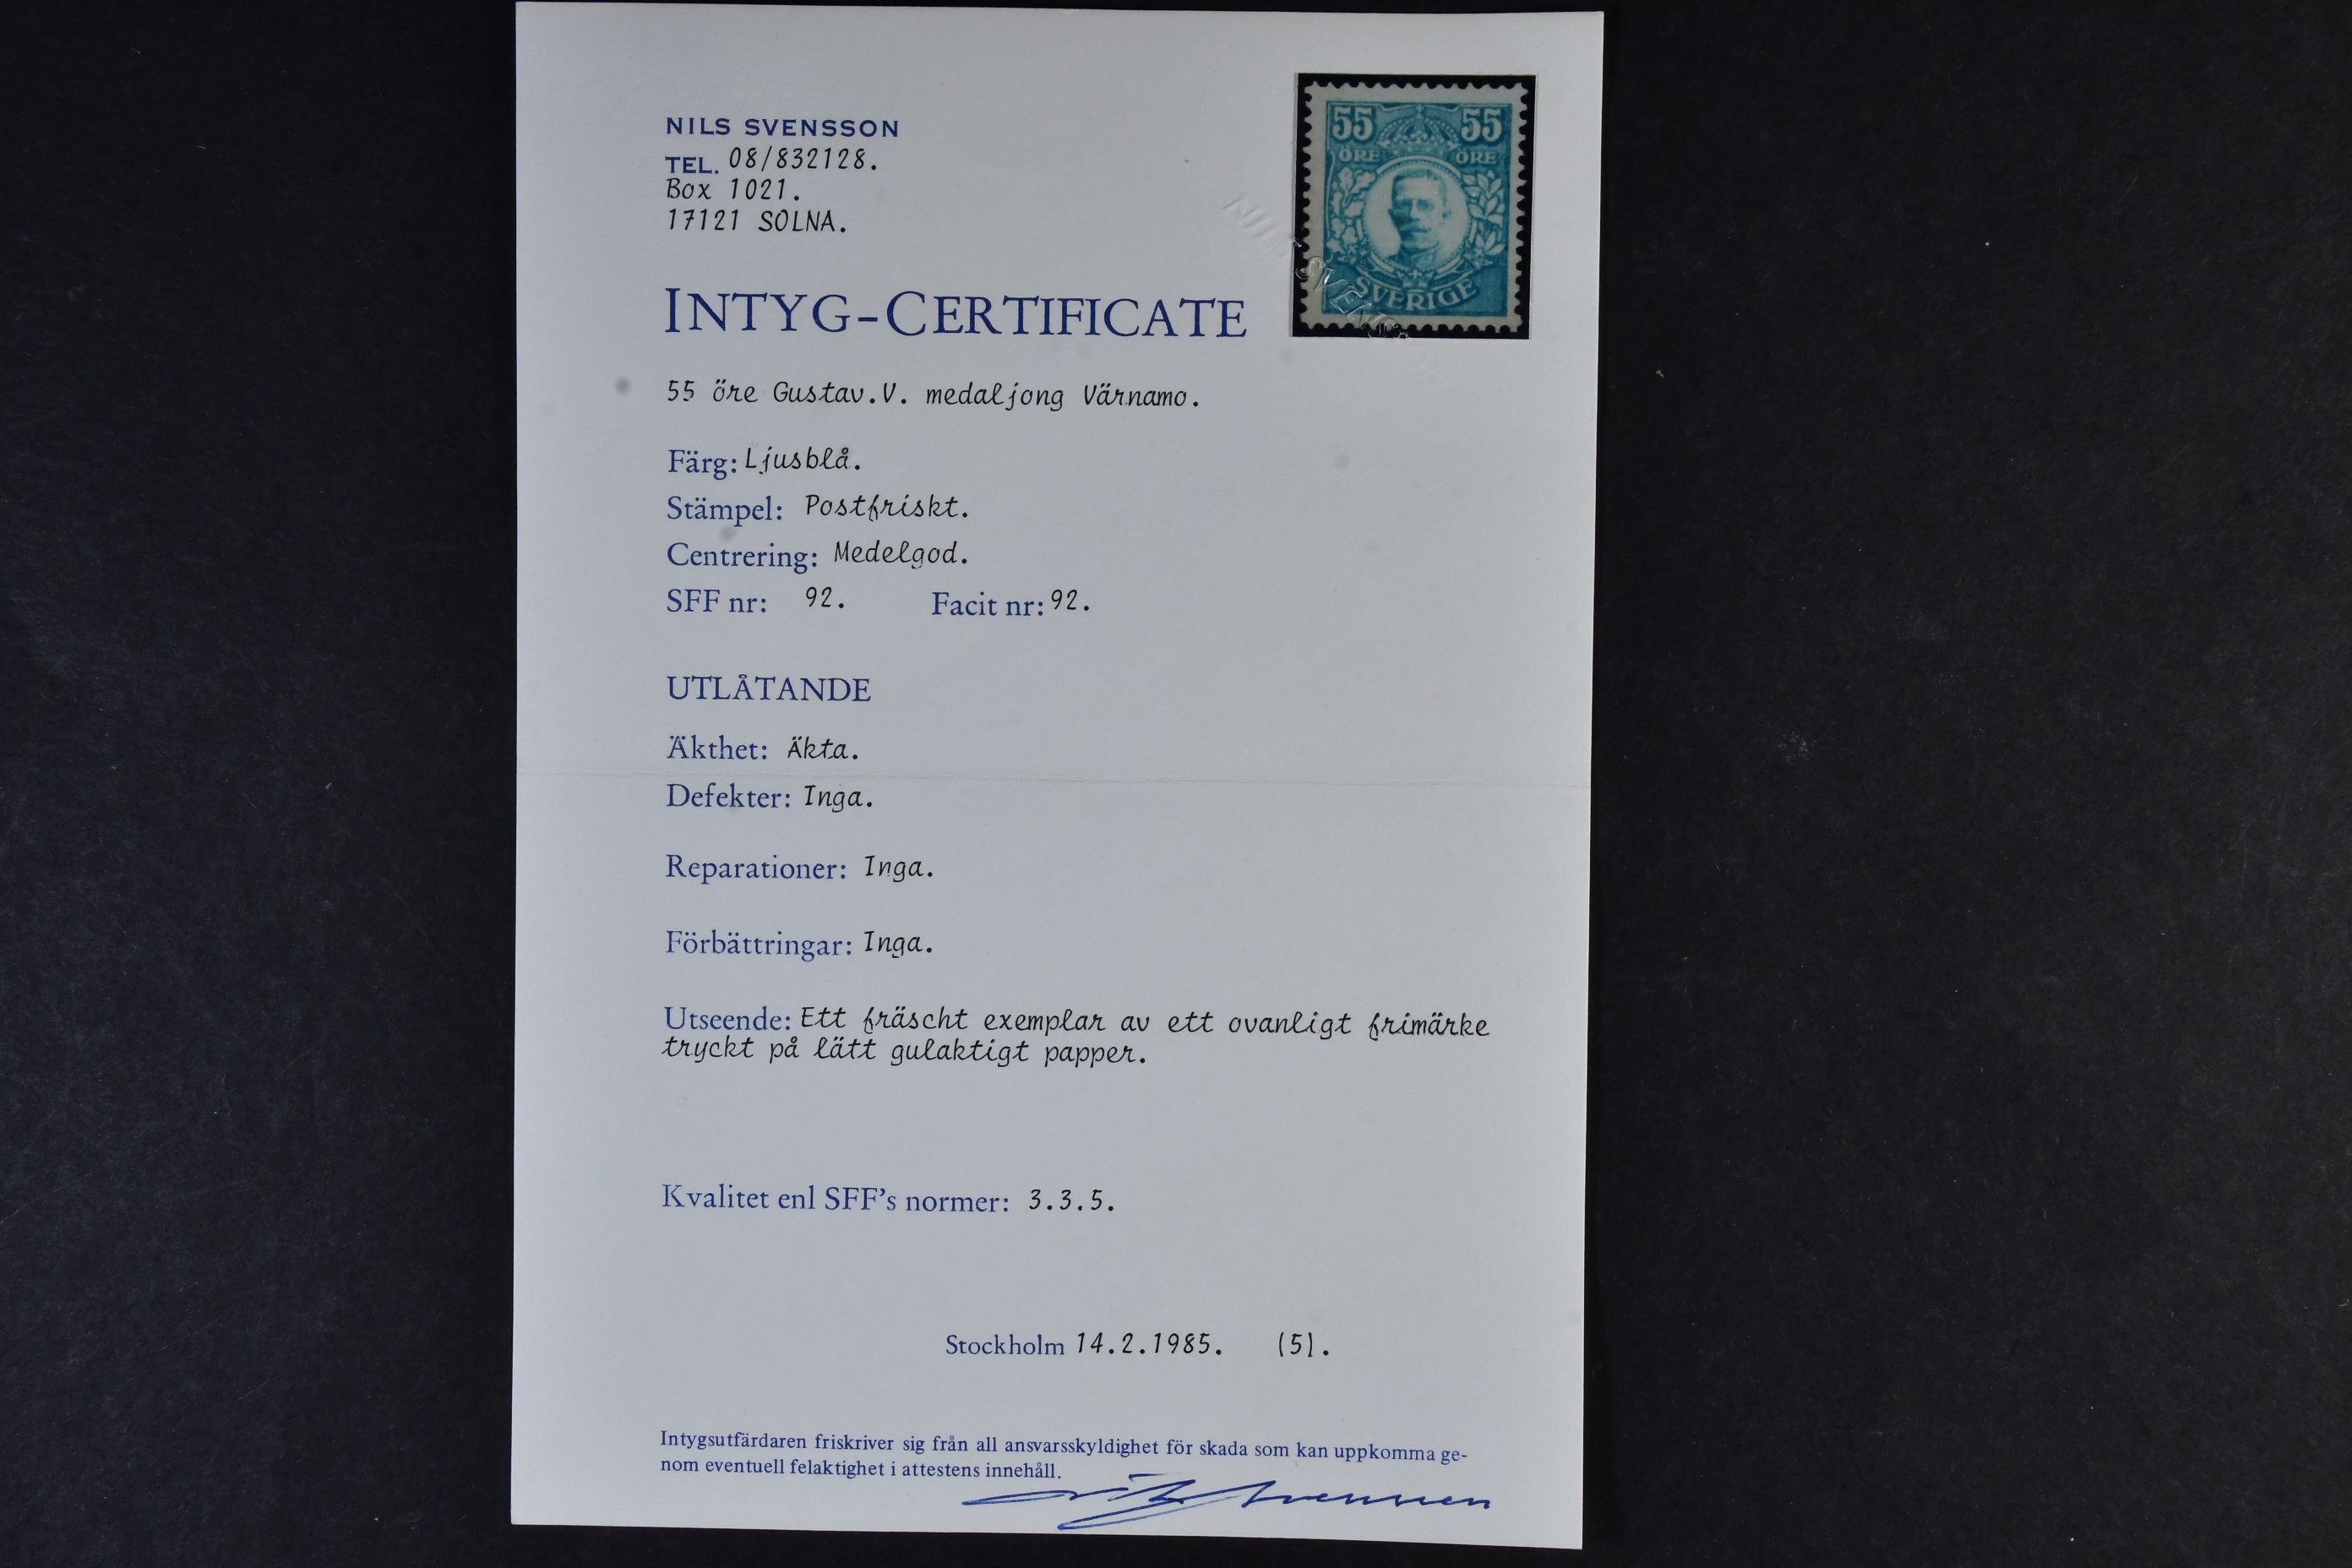 NILS SVENSSON
TEL. 08/832128.
Box 1021.
17121 SOLNA.
55 55
ÖRE ÖRE
SVERIGE
NILS SVENSSON
INTYG-CERTIFICATE
55 öre Gustav.V. medaljong Värnamo.
Färg: Ljusblå.
Stämpel: Postfriskt.
Centrering: Medelgod.
SFF nr: 92. Facit nr: 92.
UTLÅTANDE
Äkthet: Äkta.
Defekter: Inga.
Reparationer: Inga.
Förbättringar: Inga.
Utseende: Ett fräscht exemplar av ett ovanligt frimärke
tryckt på lätt gulaktigt papper.
Kvalitet enl SFF's normer: 3.3.5.
Stockholm 14.2.1985. (5).
Intygsutfärdaren friskriver sig från all ansvarsskyldighet för skada som kan uppkomma ge-
nom eventuell felaktighet i attestens innehåll.
Nils Svensson